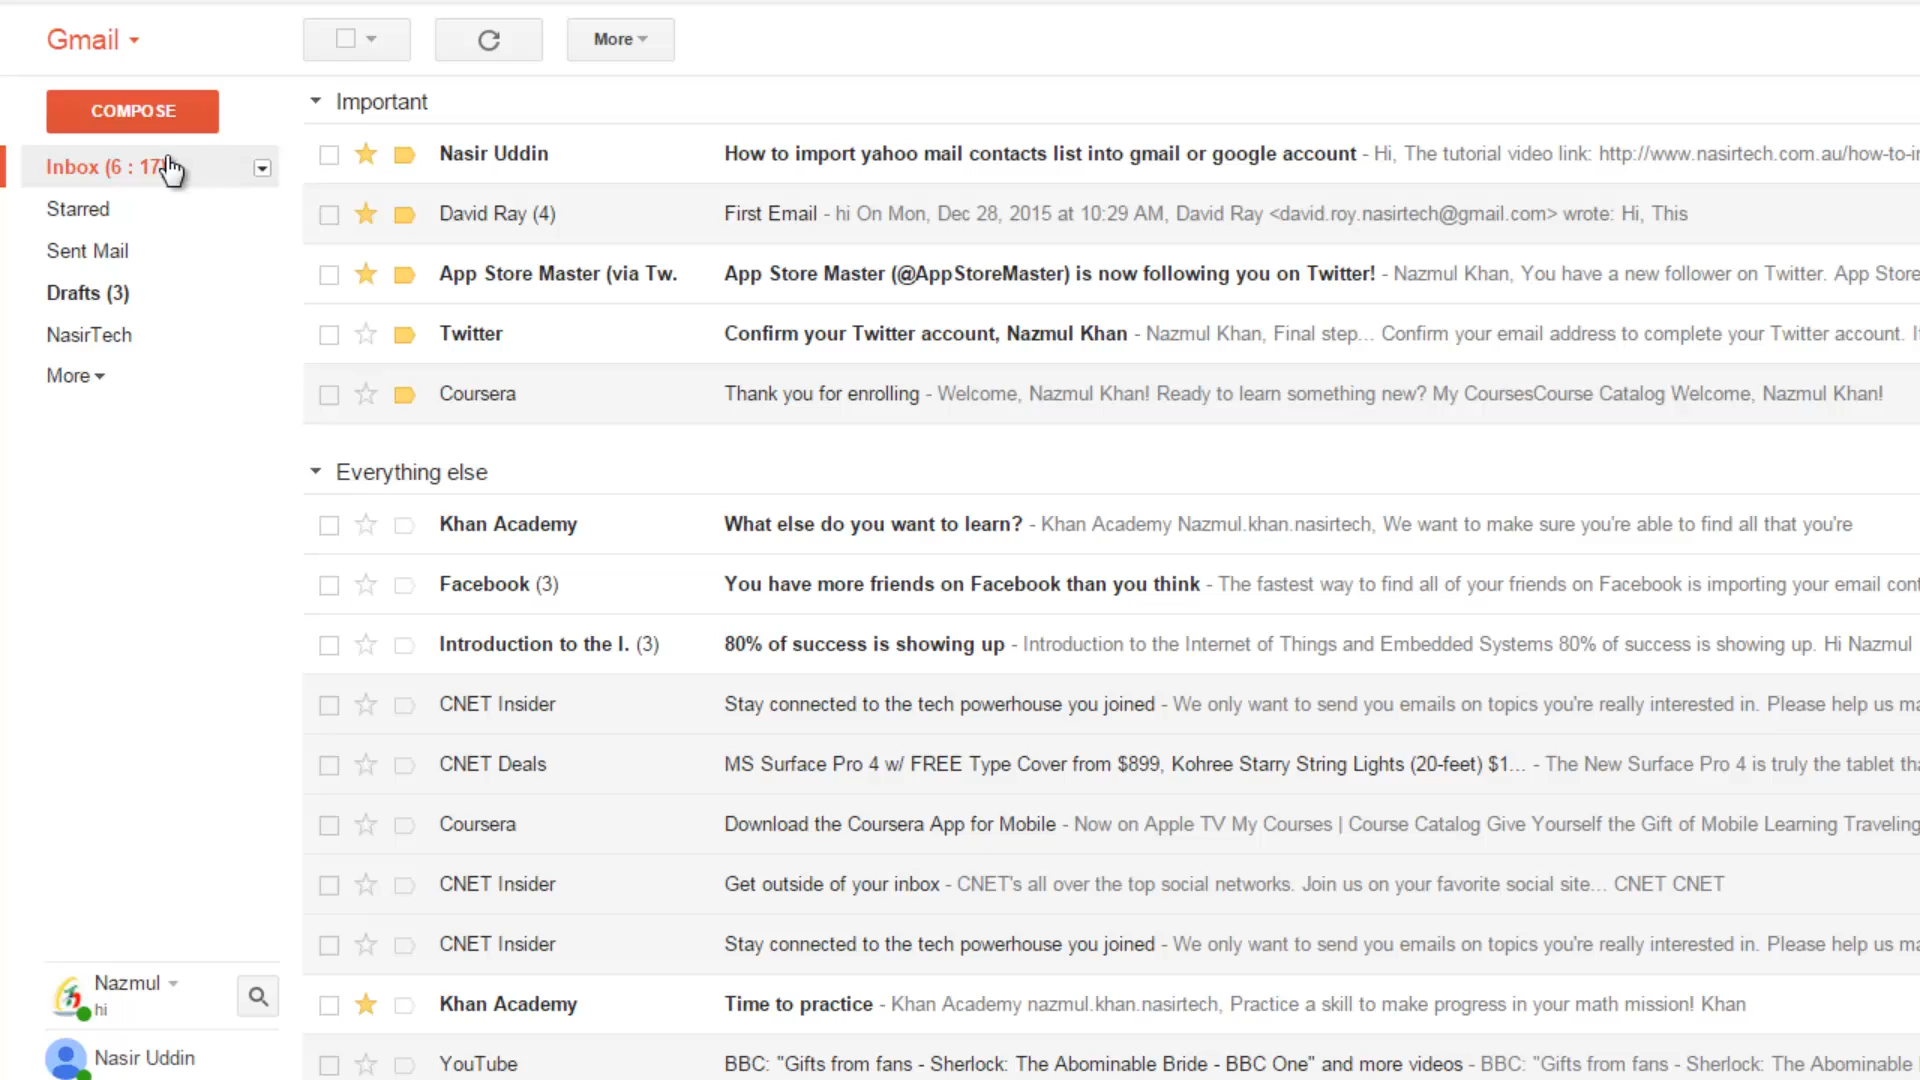 Gmail
More
COMPOSE
Inbox (6 : 17
Starred
Sent Mail
Drafts (3)
NasirTech
More
Important
Nasir Uddin How to import yahoo mail contacts list into gmail or google account - Hi, The tutorial video link: http://www.nasirtech.com.au/how-to-i
David Ray (4) First Email - hi On Mon, Dec 28, 2015 at 10:29 AM, David Ray <david.roy.nasirtech@gmail.com> wrote: Hi, This
App Store Master (via Tw. App Store Master (@AppStoreMaster) is now following you on Twitter! - Nazmul Khan, You have a new follower on Twitter. App Store
Twitter Confirm your Twitter account, Nazmul Khan - Nazmul Khan, Final step... Confirm your email address to complete your Twitter account. I
Coursera Thank you for enrolling - Welcome, Nazmul Khan! Ready to learn something new? My CoursesCourse Catalog Welcome, Nazmul Khan!
Everything else
Khan Academy What else do you want to learn? - Khan Academy Nazmul.khan.nasirtech, We want to make sure you're able to find all that you're
Facebook (3) You have more friends on Facebook than you think - The fastest way to find all of your friends on Facebook is importing your email cont
Introduction to the I. (3) 80% of success is showing up - Introduction to the Internet of Things and Embedded Systems 80% of success is showing up. Hi Nazmul
CNET Insider Stay connected to the tech powerhouse you joined - We only want to send you emails on topics you're really interested in. Please help us ma
CNET Deals MS Surface Pro 4 w/ FREE Type Cover from $899, Kohree Starry String Lights (20-feet) $1... - The New Surface Pro 4 is truly the tablet tha
Coursera Download the Coursera App for Mobile - Now on Apple TV My Courses | Course Catalog Give Yourself the Gift of Mobile Learning Traveling
CNET Insider Get outside of your inbox - CNET's all over the top social networks. Join us on your favorite social site... CNET CNET
CNET Insider Stay connected to the tech powerhouse you joined - We only want to send you emails on topics you're really interested in. Please help us ma
Khan Academy Time to practice - Khan Academy nazmul.khan.nasirtech, Practice a skill to make progress in your math mission! Khan
YouTube BBC: "Gifts from fans - Sherlock: The Abominable Bride - BBC One" and more videos - BBC: "Gifts from fans - Sherlock: The Abominable
Nazmul
hi
Nasir Uddin